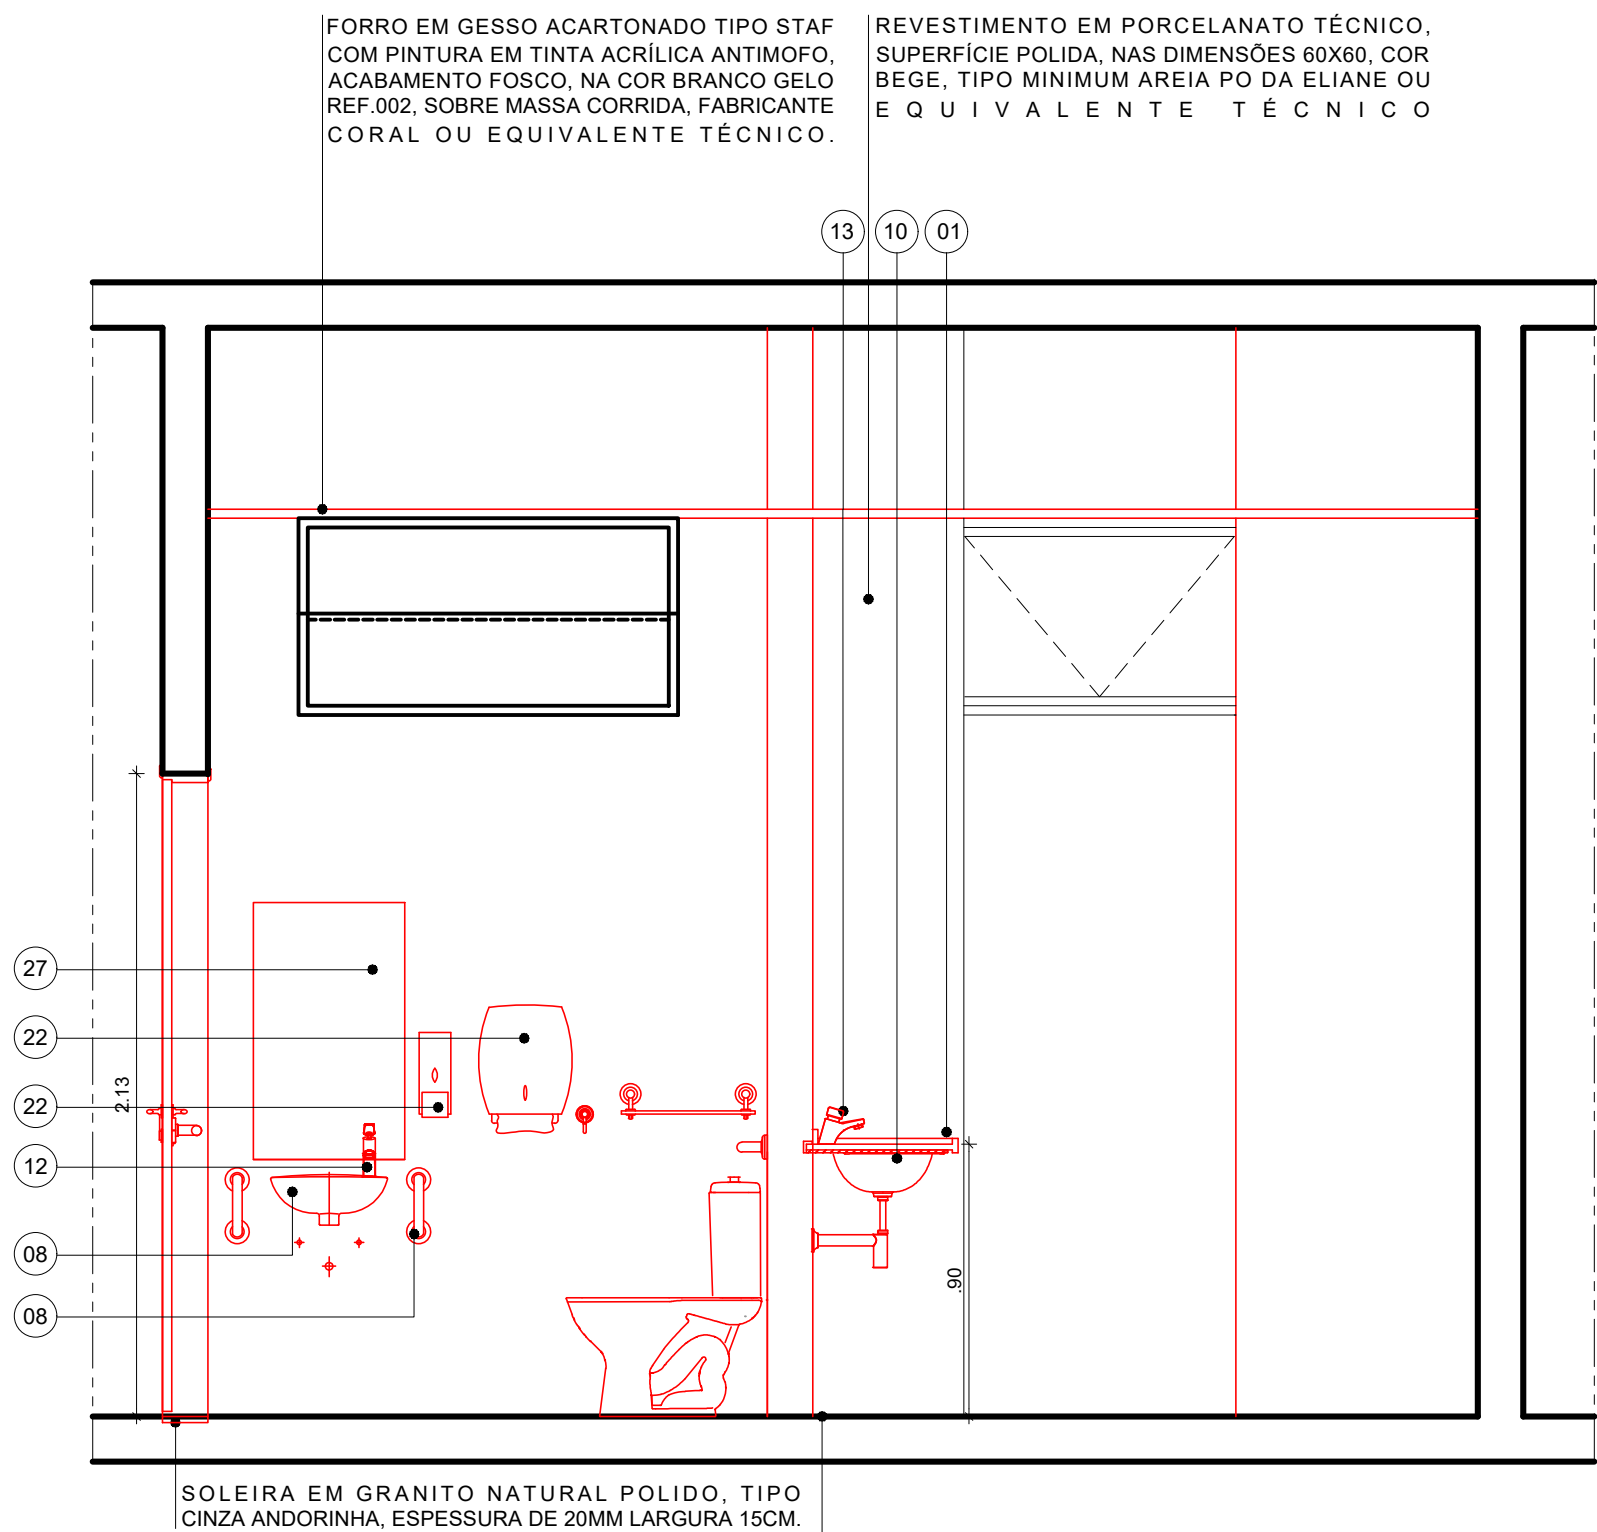 FORRO EM GESSO ACARTONADO TIPO STAF
COM PINTURA EM TINTA ACRÍLICA ANTIMOFO,
ACABAMENTO FOSCO, NA COR BRANCO GELO
REF.002, SOBRE MASSA CORRIDA, FABRICANTE
CORAL OU EQUIVALENTE TÉCNICO.
REVESTIMENTO EM PORCELANATO TÉCNICO,
SUPERFÍCIE POLIDA, NAS DIMENSÕES 60X60, COR
BEGE, TIPO MINIMUM AREIA PO DA ELIANE OU
EQUIVALENTE TÉCNICO
13
10
01
27
22
22
2.13
12
08
08
.90
SOLEIRA EM GRANITO NATURAL POLIDO, TIPO
CINZA ANDORINHA, ESPESSURA DE 20MM LARGURA 15CM.